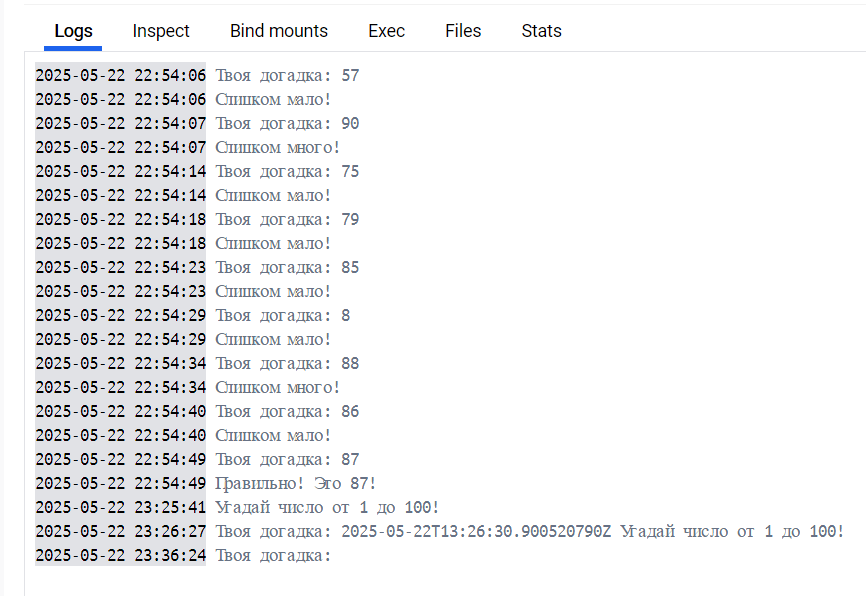 Logs Inspect Bind mounts Exec Files Stats
2025-05-22 22:54:06 Твоя догадка: 57
2025-05-22 22:54:06 Слишком мало!
2025-05-22 22:54:07 Твоя догадка: 90
2025-05-22 22:54:07 Слишком много!
2025-05-22 22:54:14 Твоя догадка: 75
2025-05-22 22:54:14 Слишком мало!
2025-05-22 22:54:18 Твоя догадка: 79
2025-05-22 22:54:18 Слишком мало!
2025-05-22 22:54:23 Твоя догадка: 85
2025-05-22 22:54:23 Слишком мало!
2025-05-22 22:54:29 Твоя догадка: 8
2025-05-22 22:54:29 Слишком мало!
2025-05-22 22:54:34 Твоя догадка: 88
2025-05-22 22:54:34 Слишком много!
2025-05-22 22:54:40 Твоя догадка: 86
2025-05-22 22:54:40 Слишком мало!
2025-05-22 22:54:49 Твоя догадка: 87
2025-05-22 22:54:49 Правильно! Это 87!
2025-05-22 23:25:41 Угадай число от 1 до 100!
2025-05-22 23:26:27 Твоя догадка: 2025-05-22T13:26:30.900520790Z Угадай число от 1 до 100!
2025-05-22 23:36:24 Твоя догадка: